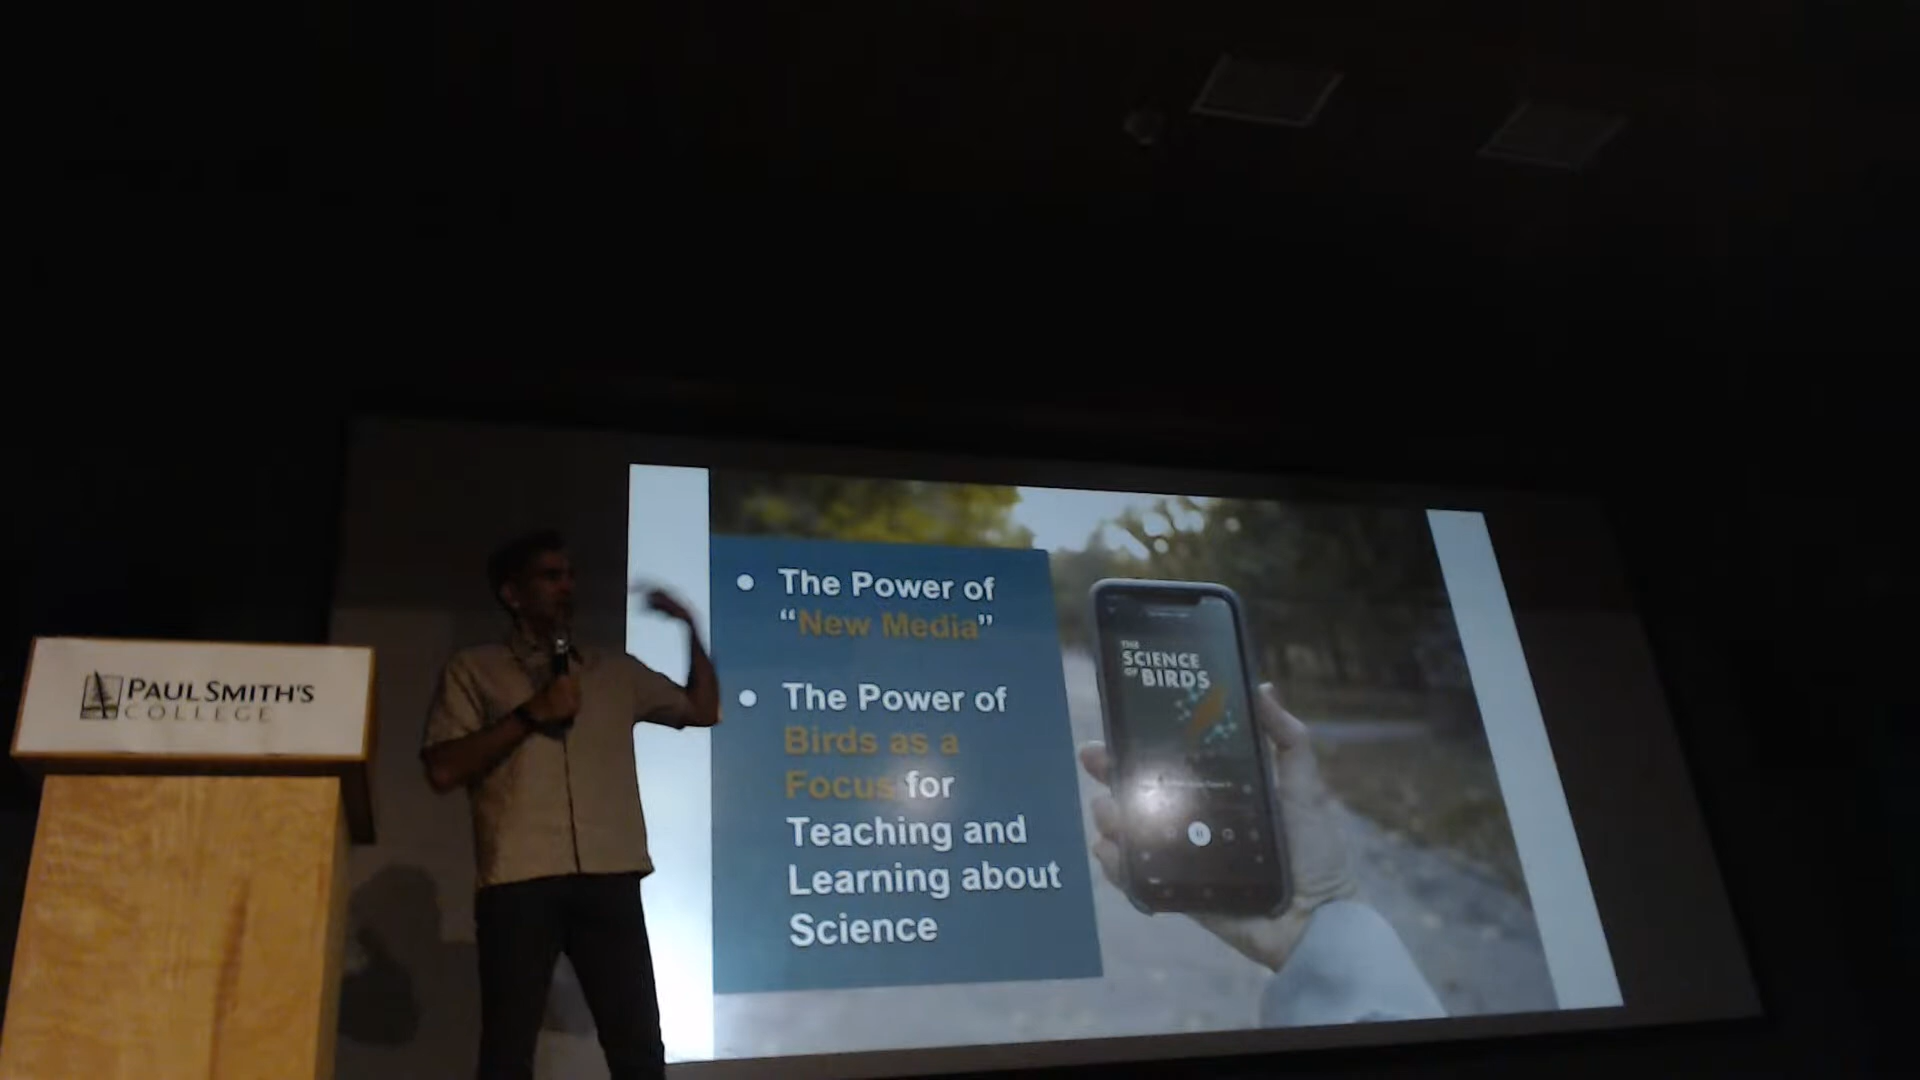 PAUL SMITH'S
COLLEGE
• The Power of
“New Media”
• The Power of
Birds as a
Focus for
Teaching and
Learning about
Science
THE
SCIENCE
OF BIRDS